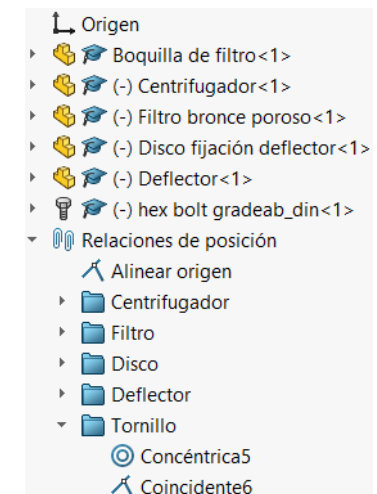 Origen
Boquilla de filtro<1>
(-) Centrifugador<1>
(-) Filtro bronce poroso<1>
(-) Disco fijación deflector<1>
(-) Deflector<1>
(-) hex bolt gradeab_din<1>
Relaciones de posición
Alinear origen
Centrifugador
Filtro
Disco
Deflector
Tornillo
Concéntrica5
Coincidente6